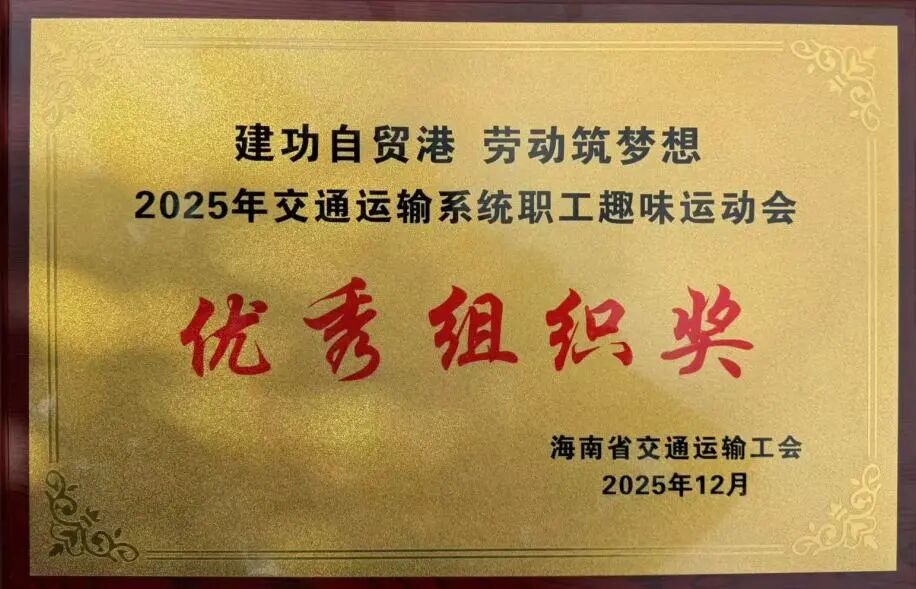 建功自贸港 劳动筑梦想
2025年交通运输系统职工趣味运动会
优秀组织奖
海南省交通运输工会
2025年12月